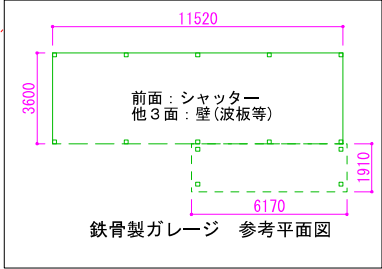 11520
3600
前面：シャッター
他３面：壁(波板等)
1910
6170
鉄骨製ガレージ　参考平面図